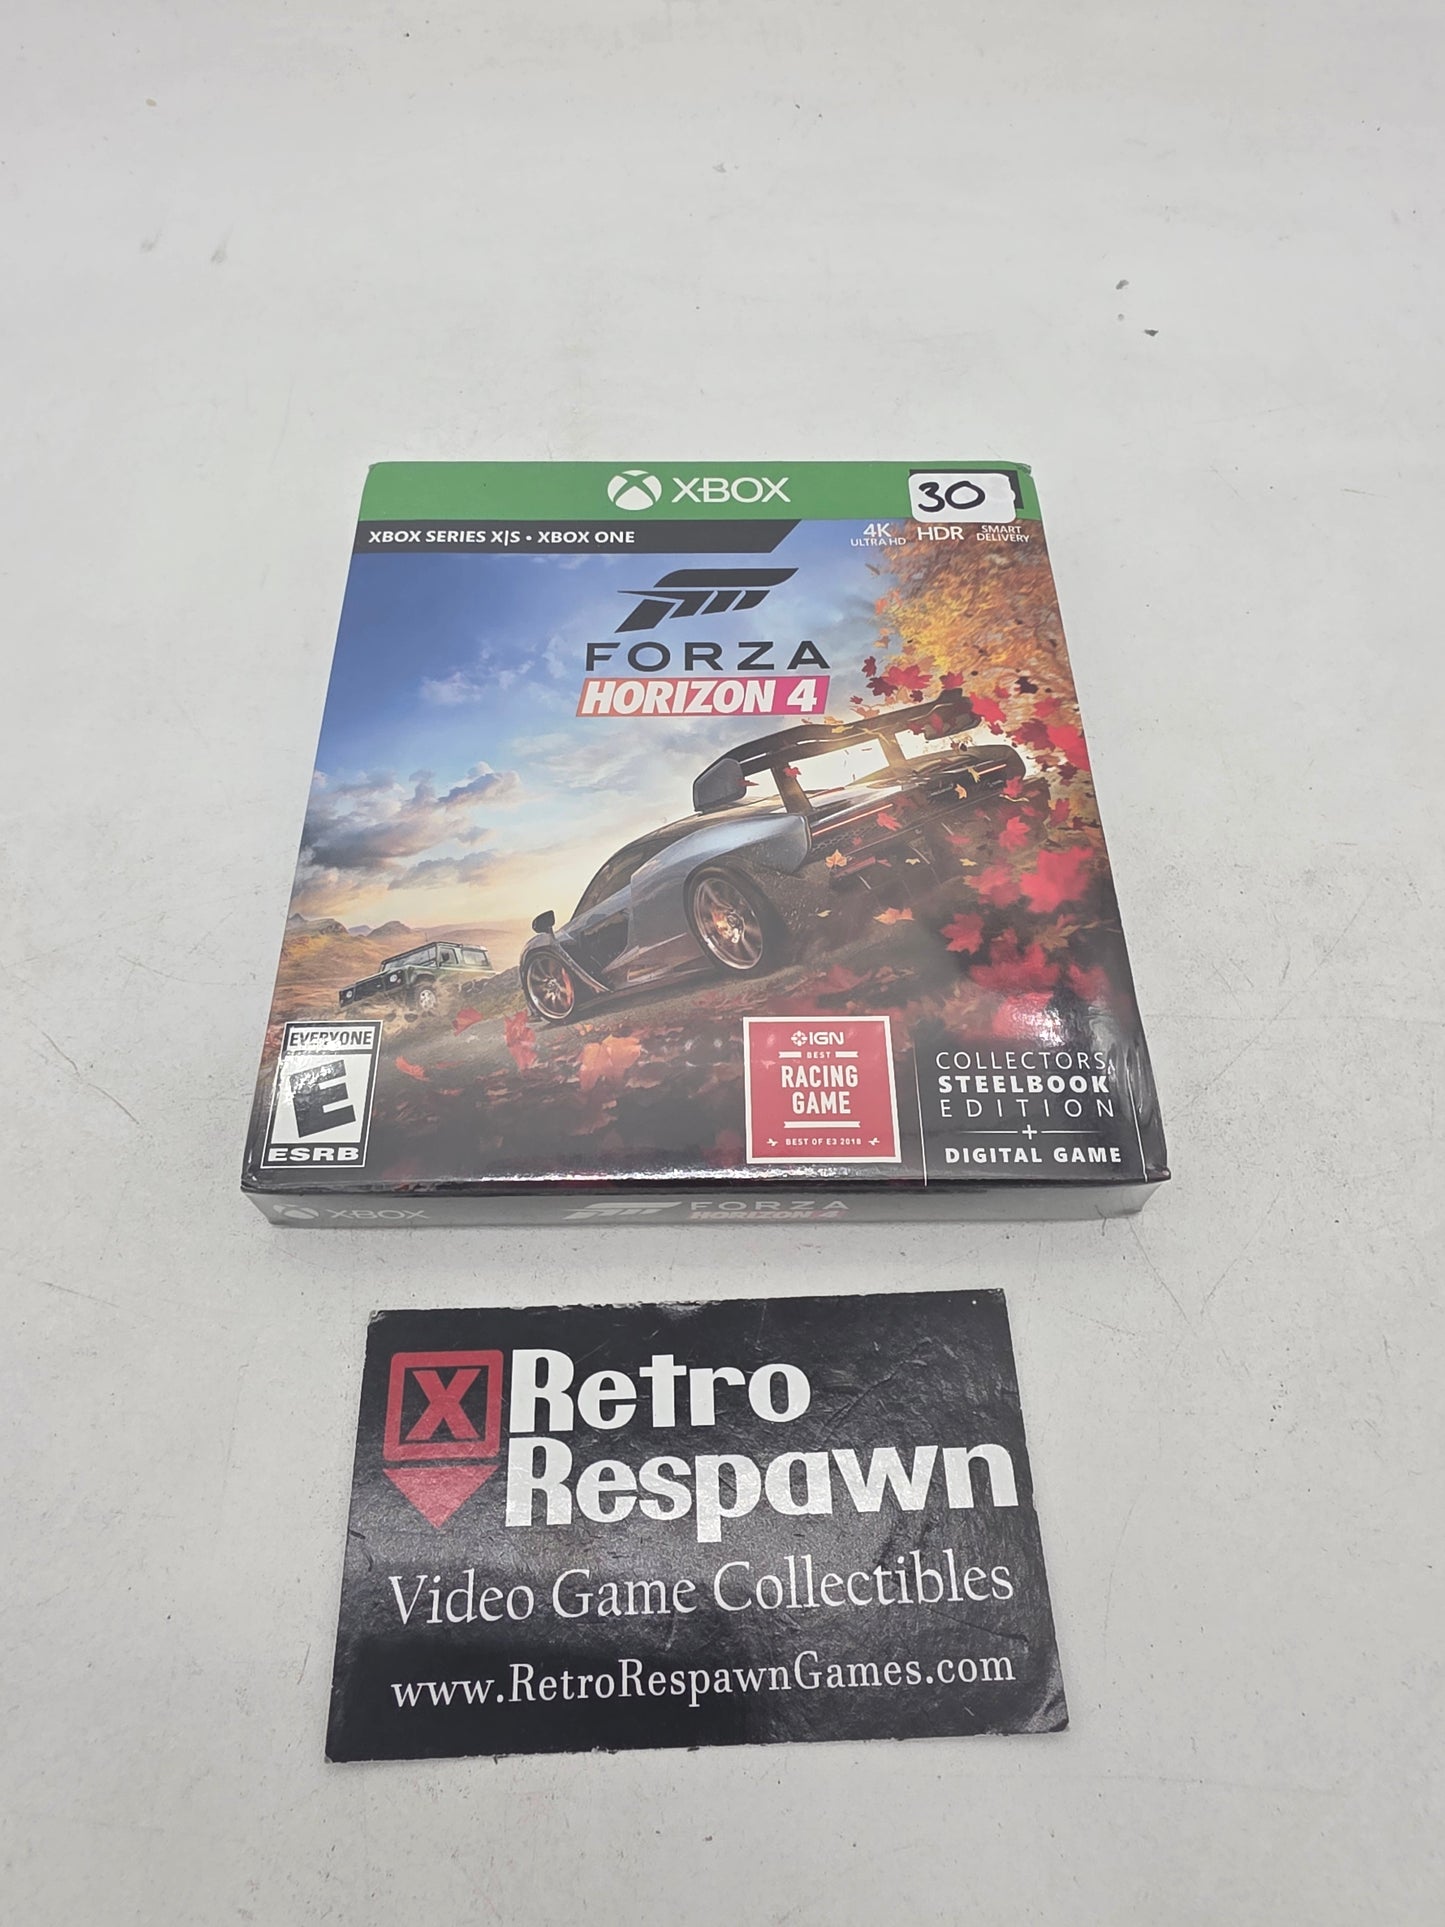 XBOX
30
XBOX SERIES X|S • XBOX ONE
4K
ULTRA HD
HDR
SMART
DELIVERY
FORZA
HORIZON 4
EVERYONE
E
ESRB
IGN
BEST
RACING
GAME
BEST OF E3 2018
COLLECTORS
STEELBOOK
EDITION
+
DIGITAL GAME
XBOX
FORZA
HORIZON 4
X Retro
Respawn
Video Game Collectibles
www.RetroRespawnGames.com